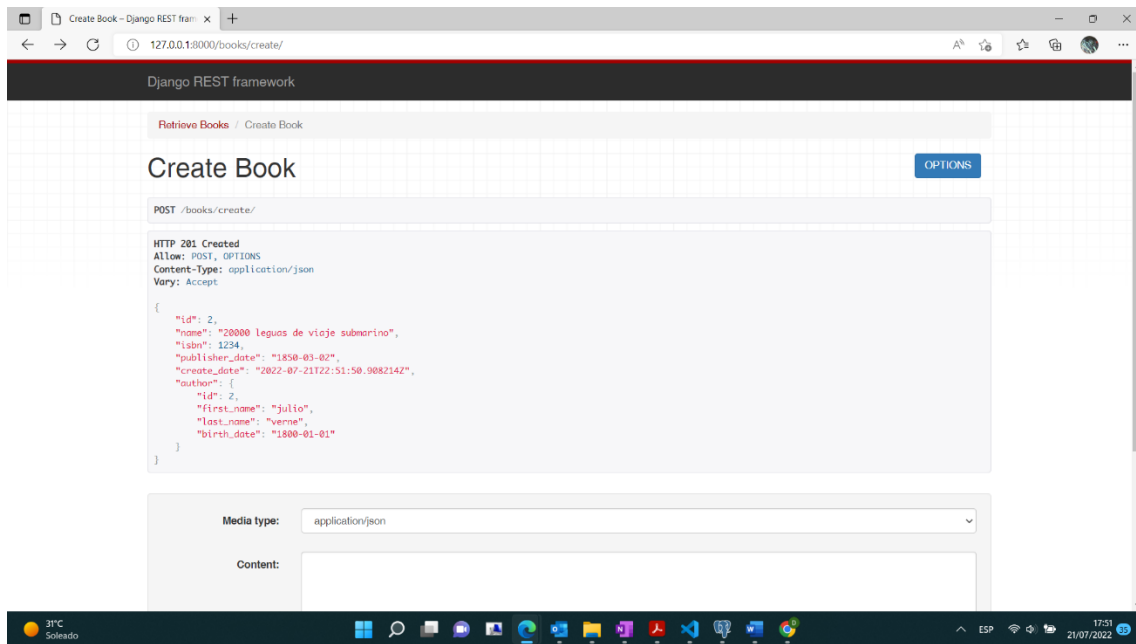 Create Book – Django REST fram
127.0.0.1:8000/books/create/
Django REST framework
Retrieve Books / Create Book
Create Book
OPTIONS
POST /books/create/
HTTP 201 Created
Allow: POST, OPTIONS
Content-Type: application/json
Vary: Accept
{
"id": 2,
"name": "20000 leguas de viaje submarino",
"isbn": 1234,
"publisher_date": "1850-03-02",
"create_date": "2022-07-21T22:51:50.908214Z",
"author": {
"id": 2,
"first_name": "julio",
"last_name": "verne",
"birth_date": "1800-01-01"
}
}
Media type:
application/json
Content:
31°C
Soleado
ESP
17:51
21/07/2022
35